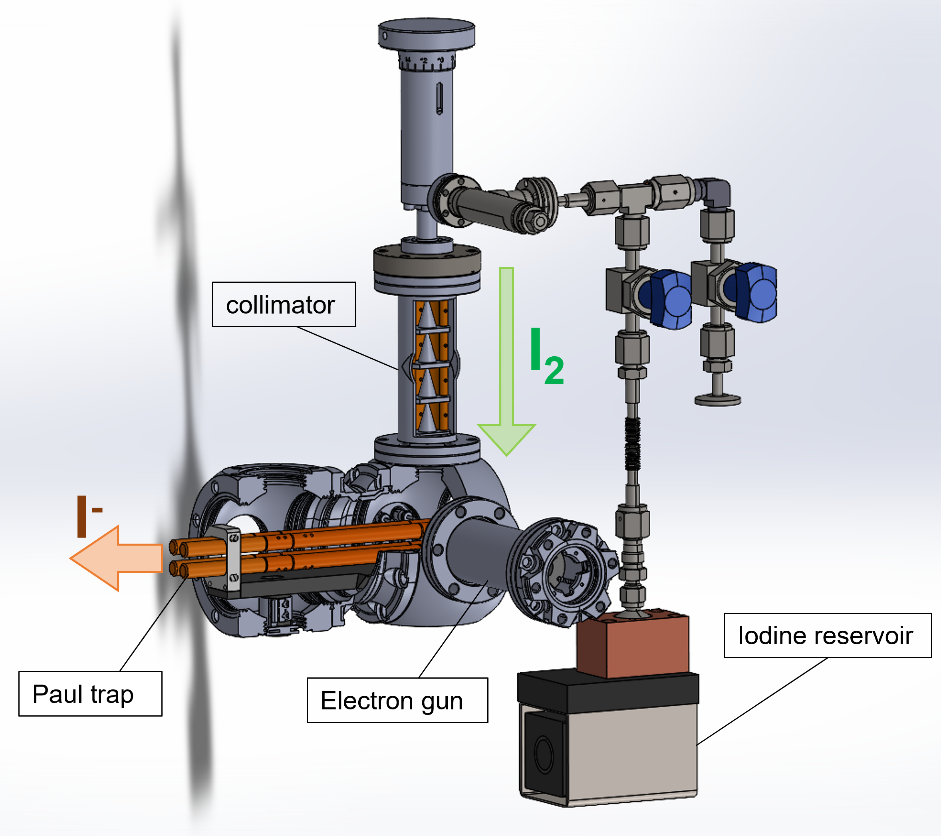 collimator
I2
I-
Iodine reservoir
Paul trap
Electron gun